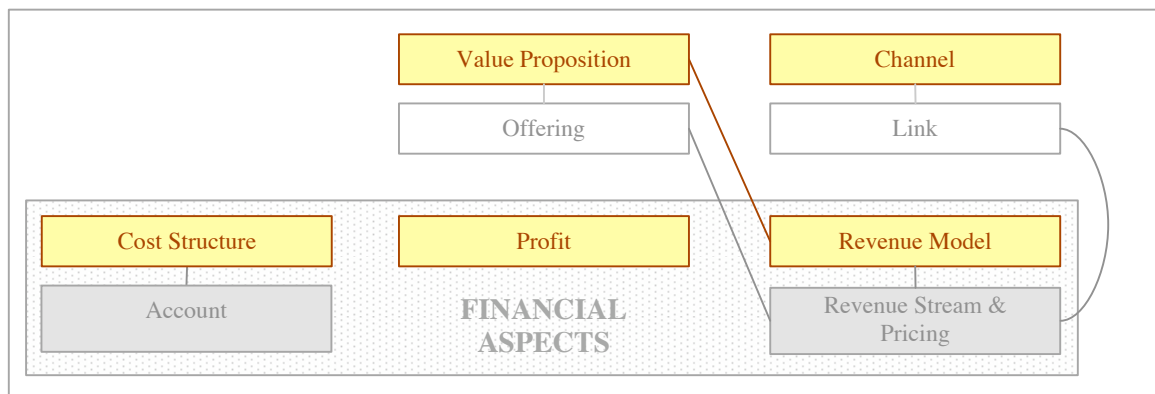 Value Proposition
Channel
Offering
Link
Cost Structure
Profit
Revenue Model
Account
FINANCIAL
ASPECTS
Revenue Stream &
Pricing